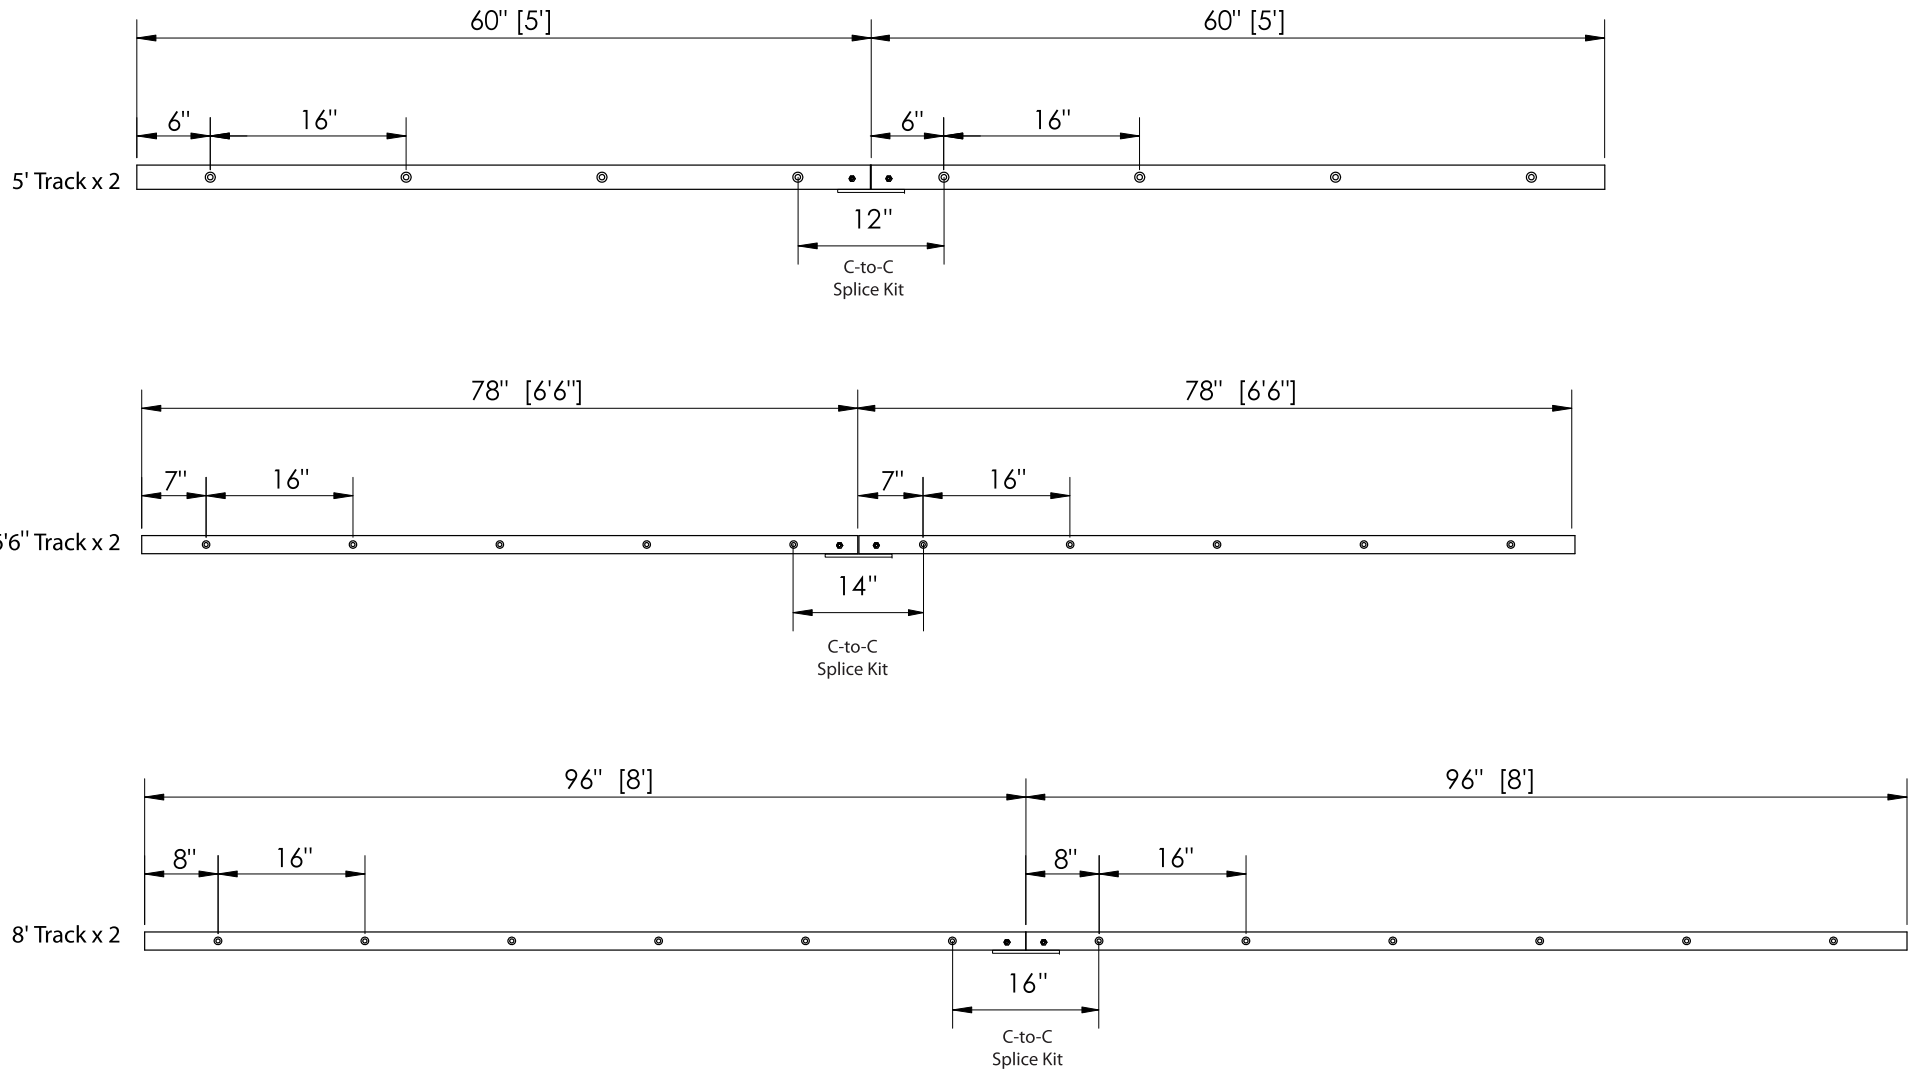 60" [5'] 60" [5']
6" 16" 6" 16"
5' Track x 2
12"
C-to-C
Splice Kit
78" [6'6"] 78" [6'6"]
7" 16" 7" 16"
'6" Track x 2
14"
C-to-C
Splice Kit
96" [8'] 96" [8']
8" 16" 8" 16"
8' Track x 2
16"
C-to-C
Splice Kit